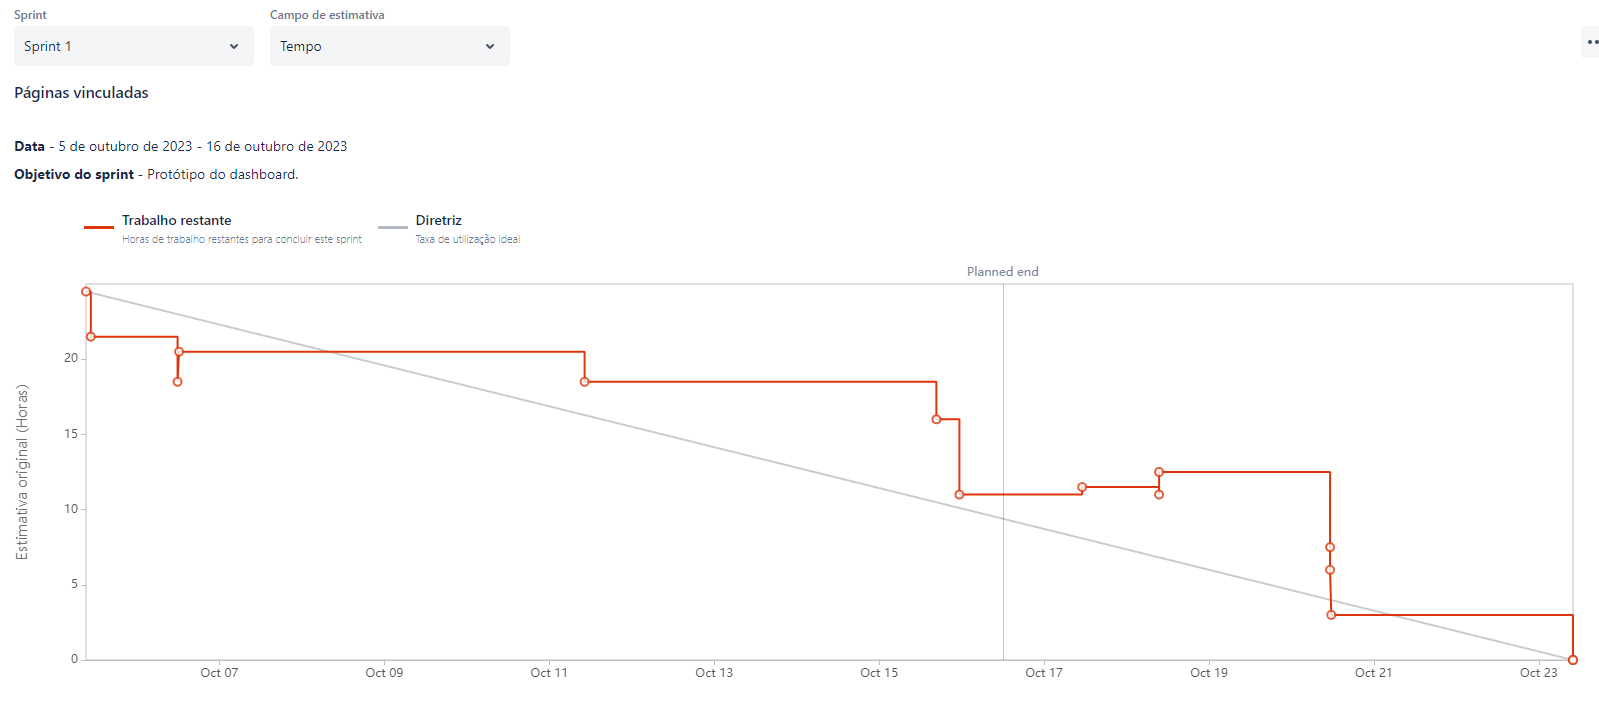 Sprint
Campo de estimativa
Sprint 1
Tempo
Páginas vinculadas
Data - 5 de outubro de 2023 - 16 de outubro de 2023
Objetivo do sprint - Protótipo do dashboard.
Trabalho restante
Horas de trabalho restantes para concluir este sprint
Diretriz
Taxa de utilização ideal
Planned end
Estimativa original (Horas)
20
15
10
5
0
Oct 07
Oct 09
Oct 11
Oct 13
Oct 15
Oct 17
Oct 19
Oct 21
Oct 23